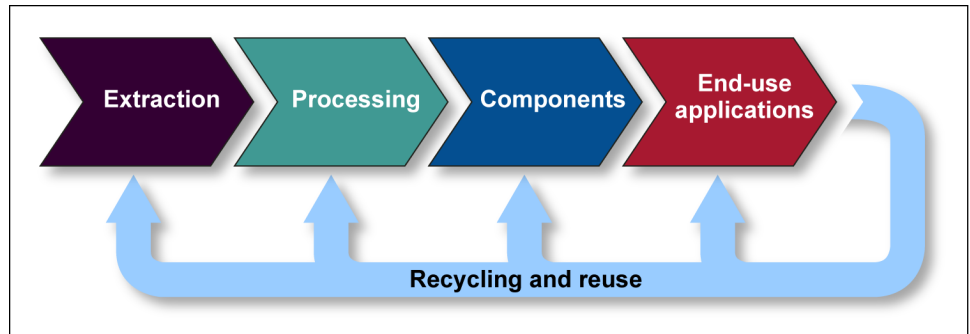 Extraction
Processing
Components
End-use
applications
Recycling and reuse